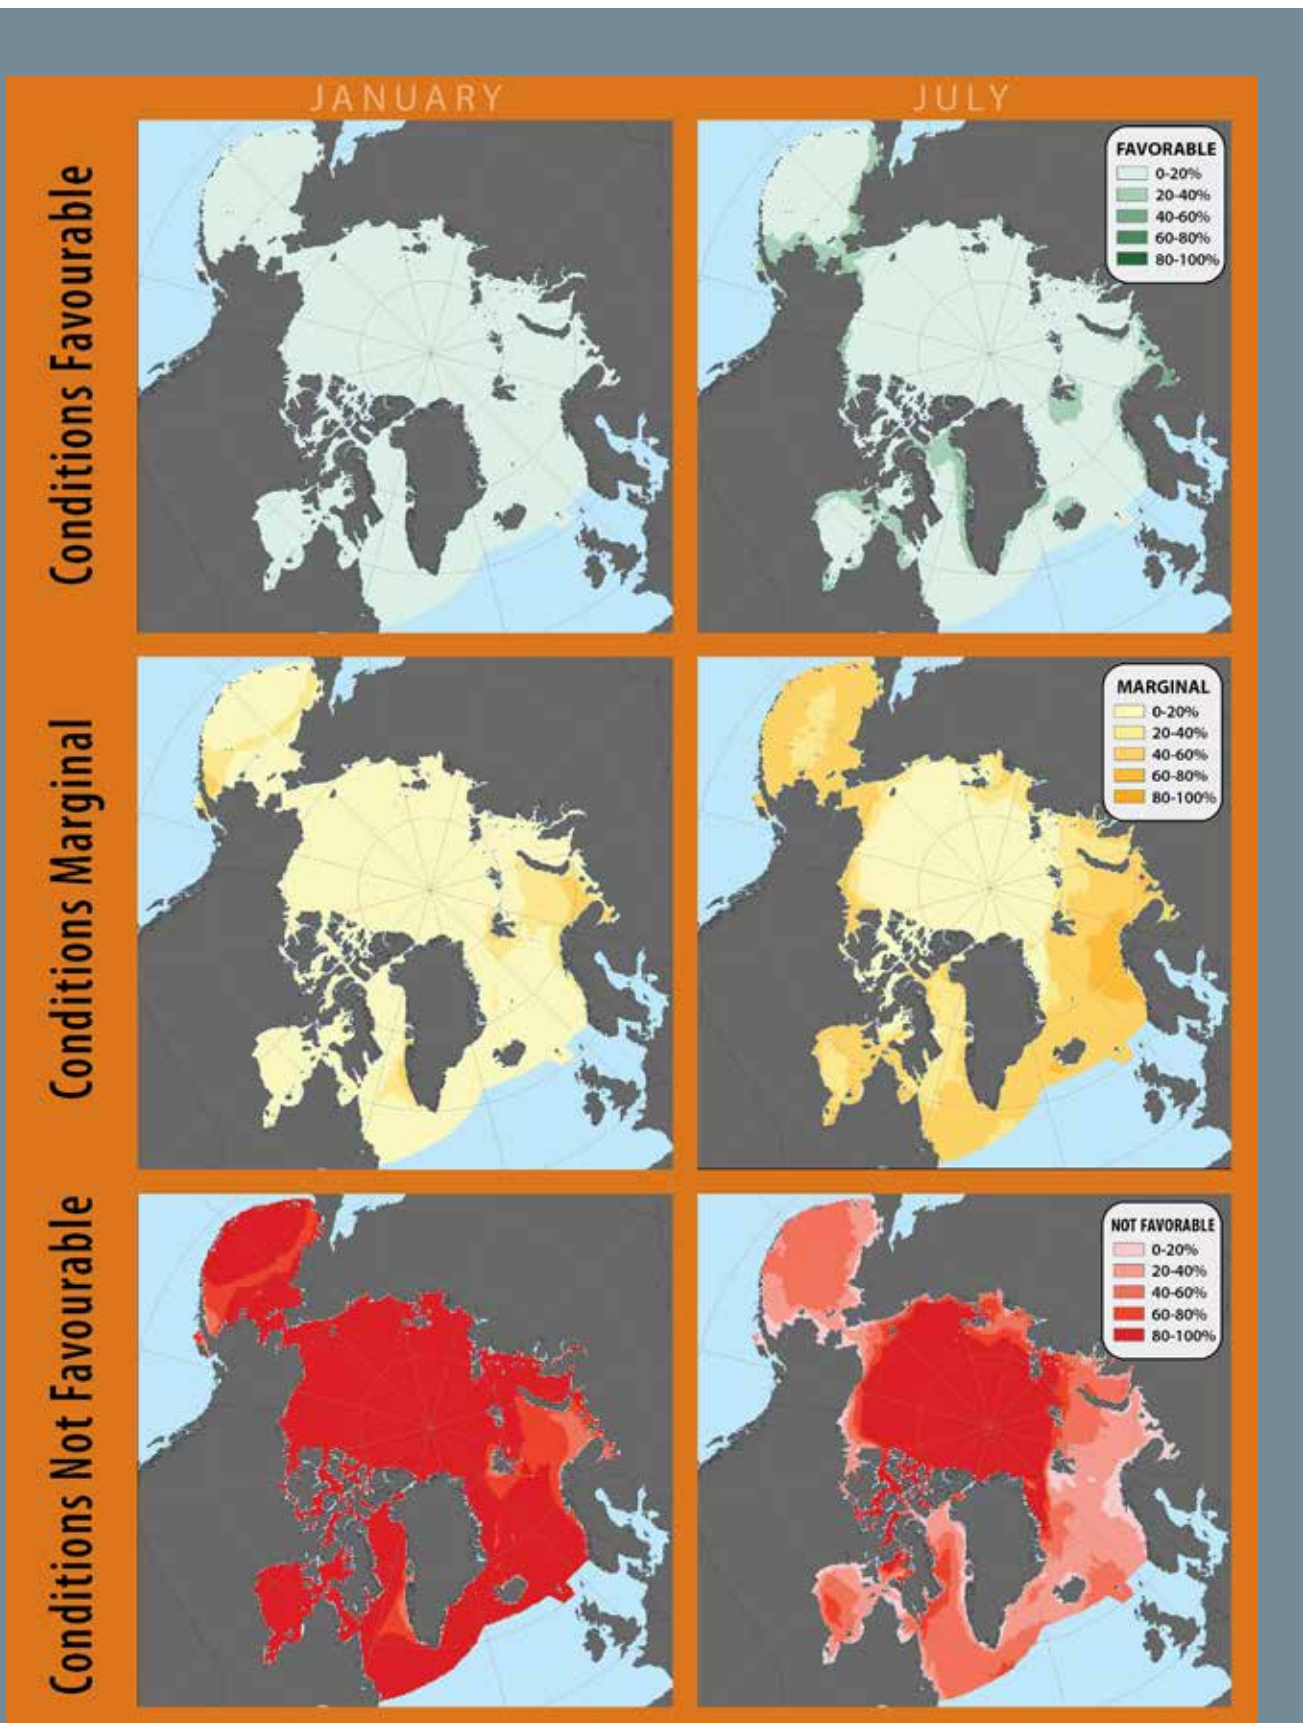 JANUARY
JULY
Conditions Favourable
FAVORABLE
0-20%
20-40%
40-60%
60-80%
80-100%
Conditions Marginal
MARGINAL
0-20%
20-40%
40-60%
60-80%
80-100%
Conditions Not Favourable
NOT FAVORABLE
0-20%
20-40%
40-60%
60-80%
80-100%